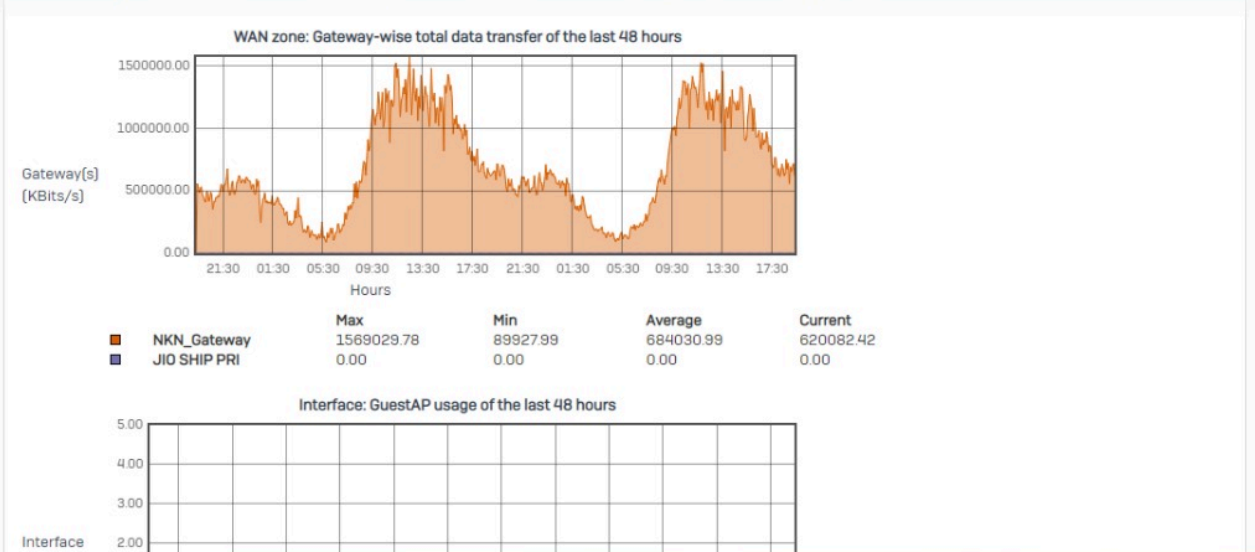 WAN zone: Gateway-wise total data transfer of the last 48 hours
1500000.00
1000000.00
Gateway(s)
(KBits/s)
500000.00
0.00
21:30 01:30 05:30 09:30 13:30 17:30 21:30 01:30 05:30 09:30 13:30 17:30
Hours
Max Min Average Current
NKN_Gateway 1569029.78 89927.99 684030.99 620082.42
JIO SHIP PRI 0.00 0.00 0.00 0.00
Interface: GuestAP usage of the last 48 hours
5.00
4.00
3.00
Interface 2.00